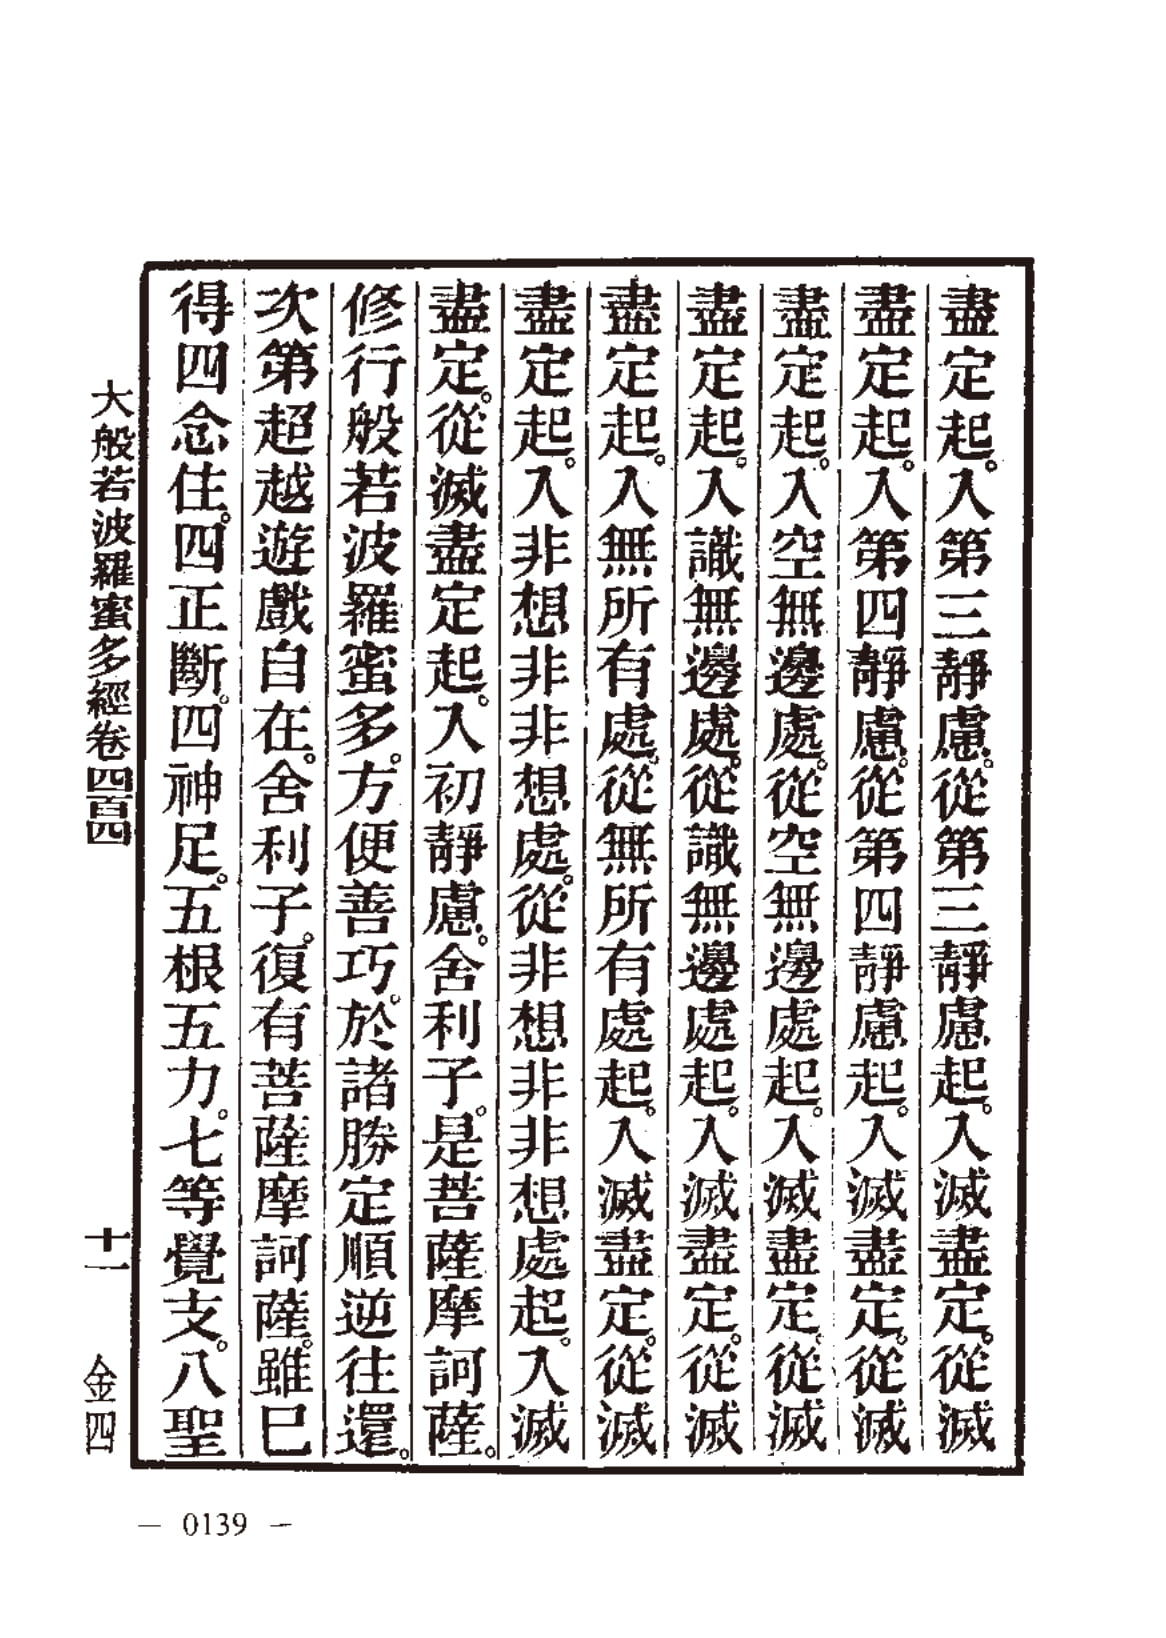 盡定起。入第三靜慮。從第三靜慮起。入滅盡定。從滅
盡定起。入第四靜慮。從第四靜慮起。入滅盡定。從滅
盡定起。入空無邊處。從空無邊處起。入滅盡定。從滅
盡定起。入識無邊處。從識無邊處起。入滅盡定。從滅
盡定起。入無所有處。從無所有處起。入滅盡定。從滅
盡定起。入非想非非想處。從非想非非想處起。入滅
盡定。從滅盡定起。入初靜慮。舍利子。是菩薩摩訶薩。
修行般若波羅蜜多。方便善巧。於諸勝定順逆往還。
次第超越遊戲自在。舍利子。復有菩薩摩訶薩。雖已
得四念住。四正斷。四神足。五根五力。七等覺支。八聖
大般若波羅蜜多經卷四百四 十一 金四
— 0139 —